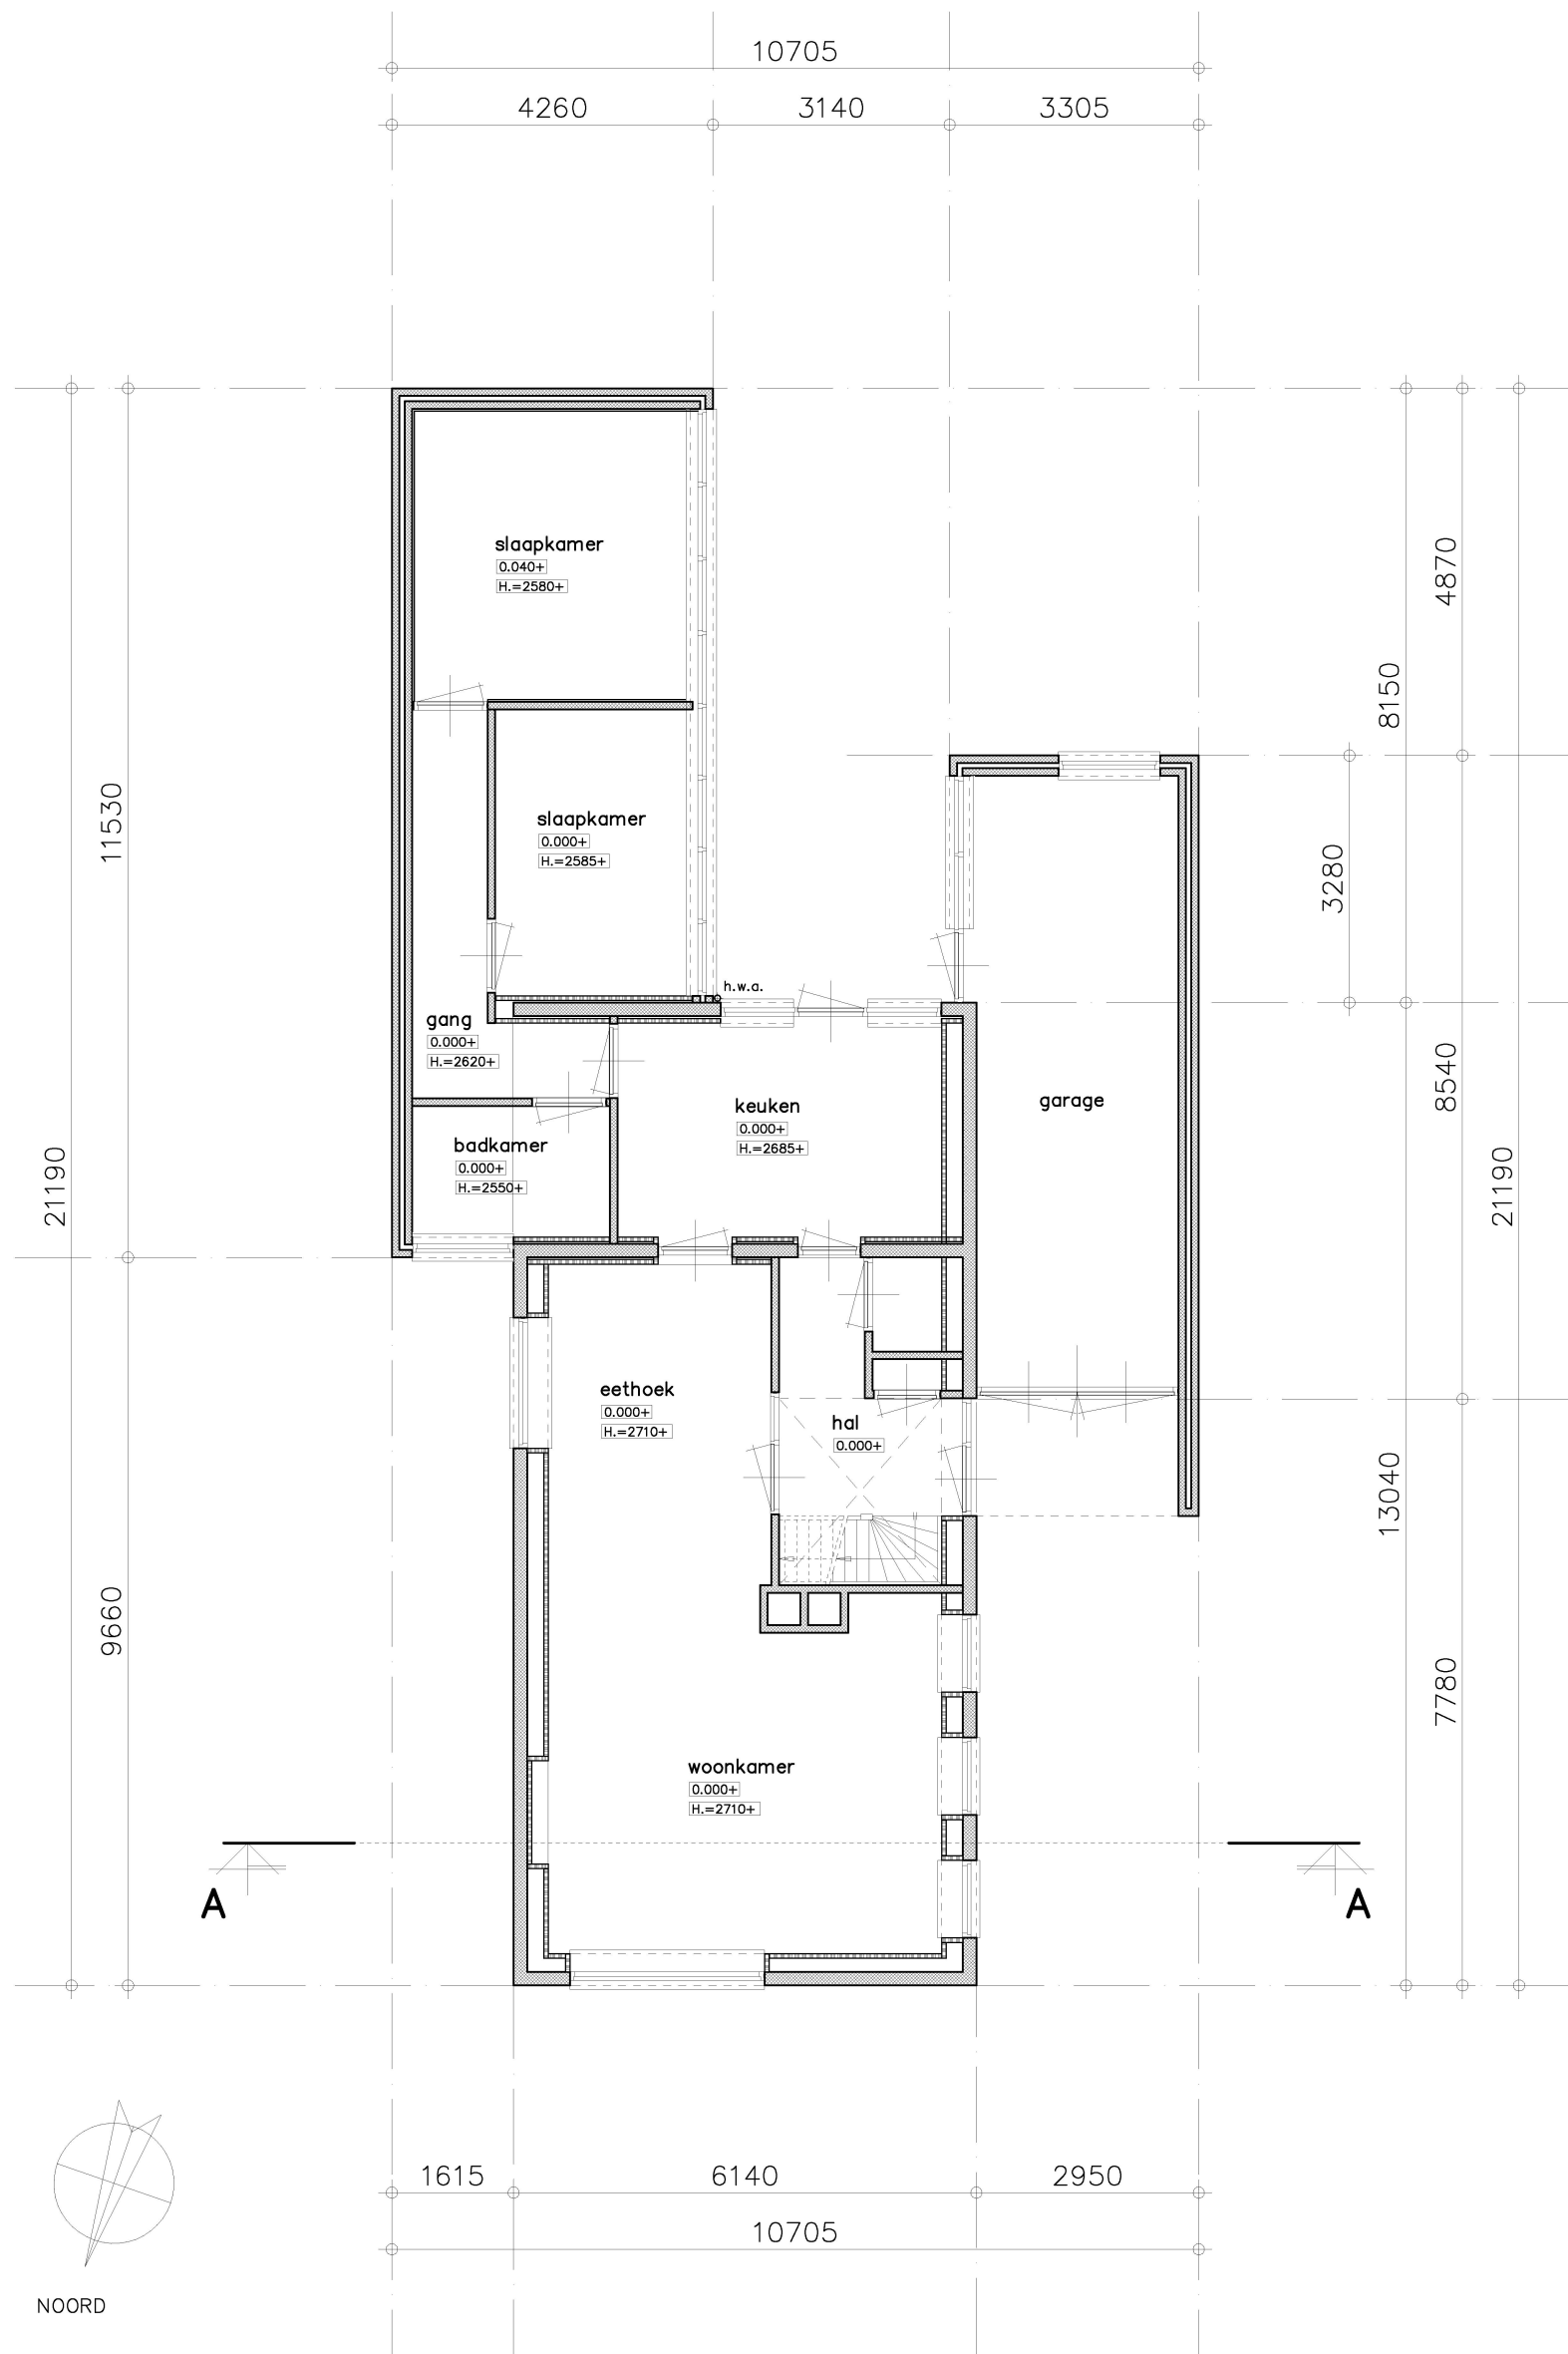 10705
4260
3140
3305
slaapkamer
0.040+
H.=2580+
4870
8150
11530
slaapkamer
0.000+
H.=2585+
3280
h.w.a.
gang
0.000+
H.=2620+
keuken
0.000+
H.=2685+
garage
8540
badkamer
0.000+
H.=2550+
21190
21190
eethoek
0.000+
H.=2710+
hal
0.000+
13040
9660
7780
woonkamer
0.000+
H.=2710+
A
A
1615
6140
2950
10705
NOORD